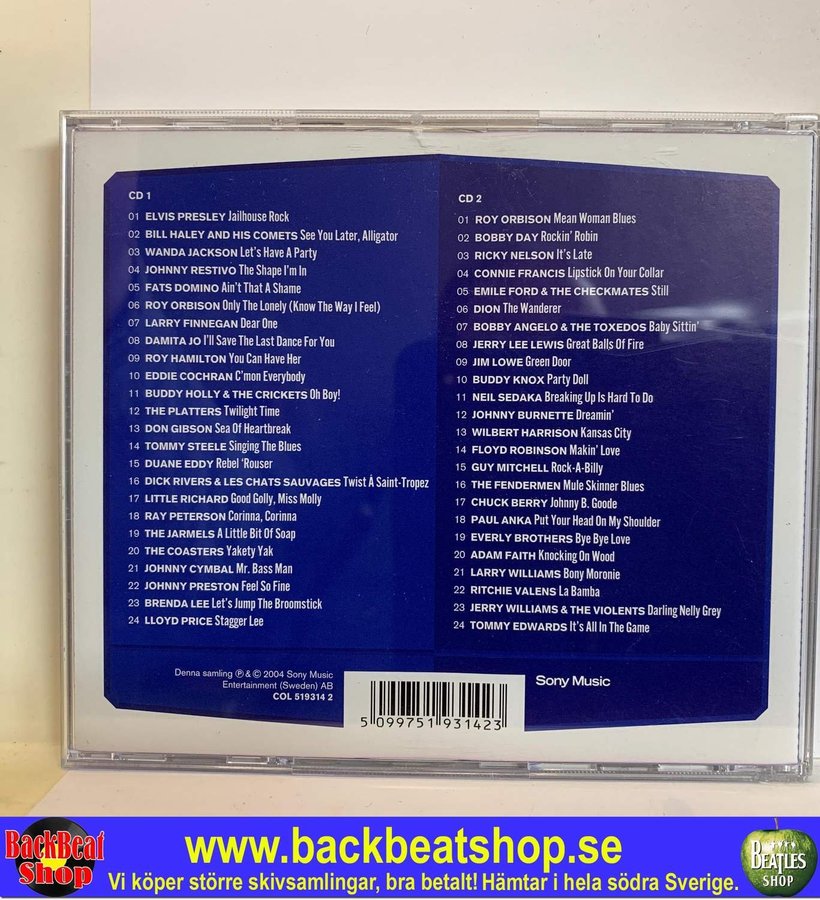 CD 1
01 ELVIS PRESLEY Jailhouse Rock
02 BILL HALEY AND HIS COMETS See You Later, Alligator
03 WANDA JACKSON Let's Have A Party
04 JOHNNY RESTIVO The Shape I'm In
05 FATS DOMINO Ain't That A Shame
06 ROY ORBISON Only The Lonely (Know The Way I Feel)
07 LARRY FINNEGAN Dear One
08 DAMITA JO I'll Save The Last Dance For You
09 ROY HAMILTON You Can Have Her
10 EDDIE COCHRAN C'mon Everybody
11 BUDDY HOLLY & THE CRICKETS Oh Boy!
12 THE PLATTERS Twilight Time
13 DON GIBSON Sea Of Heartbreak
14 TOMMY STEELE Singing The Blues
15 DUANE EDDY Rebel 'Rouser
16 DICK RIVERS & LES CHATS SAUVAGES Twist Á Saint-Tropez
17 LITTLE RICHARD Good Golly, Miss Molly
18 RAY PETERSON Corinna, Corinna
19 THE JARMELS A Little Bit Of Soap
20 THE COASTERS Yakety Yak
21 JOHNNY CYMBAL Mr. Bass Man
22 JOHNNY PRESTON Feel So Fine
23 BRENDA LEE Let's Jump The Broomstick
24 LLOYD PRICE Stagger Lee
CD 2
01 ROY ORBISON Mean Woman Blues
02 BOBBY DAY Rockin' Robin
03 RICKY NELSON It's Late
04 CONNIE FRANCIS Lipstick On Your Collar
05 EMILE FORD & THE CHECKMATES Still
06 DION The Wanderer
07 BOBBY ANGELO & THE TOXEDOS Baby Sittin'
08 JERRY LEE LEWIS Great Balls Of Fire
09 JIM LOWE Green Door
10 BUDDY KNOX Party Doll
11 NEIL SEDAKA Breaking Up Is Hard To Do
12 JOHNNY BURNETTE Dreamin'
13 WILBERT HARRISON Kansas City
14 FLOYD ROBINSON Makin' Love
15 GUY MITCHELL Rock-A-Billy
16 THE FENDERMEN Mule Skinner Blues
17 CHUCK BERRY Johnny B. Goode
18 PAUL ANKA Put Your Head On My Shoulder
19 EVERLY BROTHERS Bye Bye Love
20 ADAM FAITH Knocking On Wood
21 LARRY WILLIAMS Bony Moronie
22 RITCHIE VALENS La Bamba
23 JERRY WILLIAMS & THE VIOLENTS Darling Nelly Grey
24 TOMMY EDWARDS It's All In The Game
Denna samling ℗ & © 2004 Sony Music
Entertainment (Sweden) AB
COL 519314 2
5 099751 931423
Sony Music
BackBeat
Shop
www.backbeatshop.se
Vi köper större skivsamlingar, bra betalt! Hämtar i hela södra Sverige.
BEATLES
SHOP